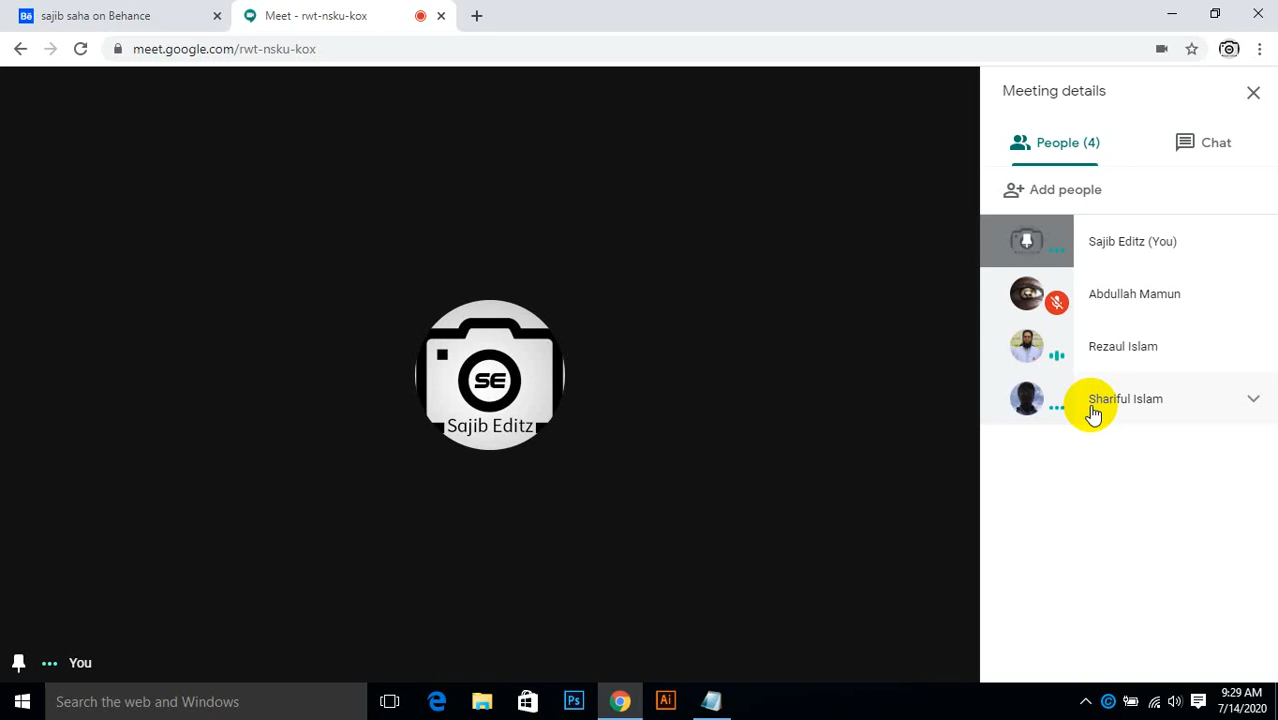 sajib saha on Behance
Meet - rwt-nsku-kox
meet.google.com/rwt-nsku-kox
Meeting details
People (4)
Chat
Add people
Sajib Editz (You)
Abdullah Mamun
Rezaul Islam
Shariful Islam
SE
Sajib Editz
You
Search the web and Windows
Ps
Ai
9:29 AM
7/14/2020